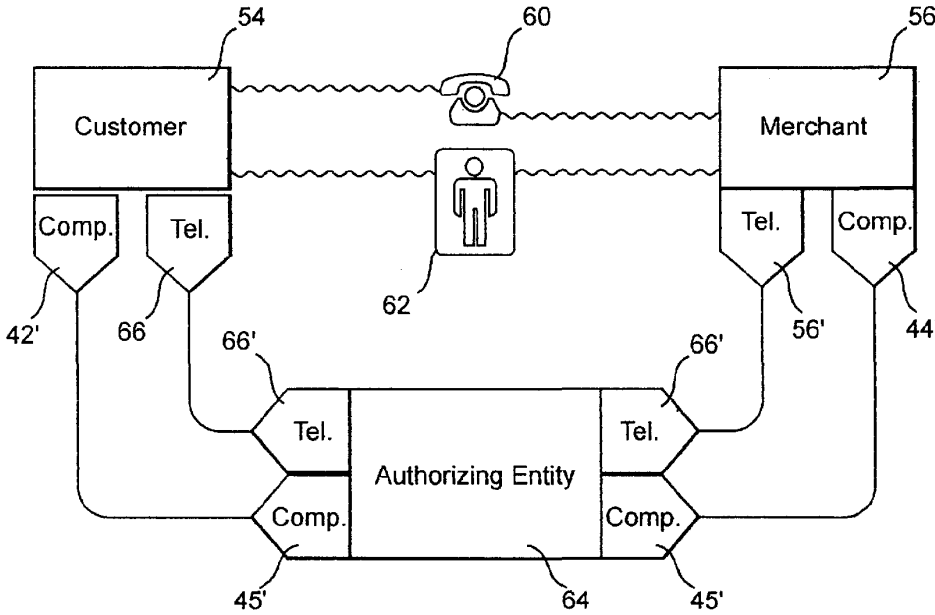 54
60
56
Customer
Merchant
Comp.
Tel.
Tel.
Comp.
62
42'
66
56'
44
66'
66'
Tel.
Authorizing Entity
Tel.
Comp.
Comp.
45'
64
45'